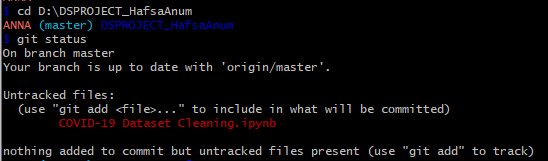 $ cd D:\DSPROJECT_HafsaAnum
ANNA (master) DSPROJECT_HafsaAnum
$ git status
On branch master
Your branch is up to date with 'origin/master'.
Untracked files:
(use "git add <file>..." to include in what will be committed)
COVID-19 Dataset Cleaning.ipynb
nothing added to commit but untracked files present (use "git add" to track)